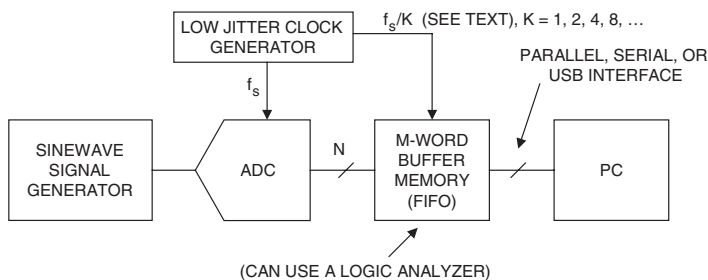 LOW JITTER CLOCK
GENERATOR
fs/K (SEE TEXT), K = 1, 2, 4, 8, …
PARALLEL, SERIAL, OR
USB INTERFACE
fs
SINEWAVE
SIGNAL
GENERATOR
ADC
N
M-WORD
BUFFER
MEMORY
(FIFO)
PC
(CAN USE A LOGIC ANALYZER)